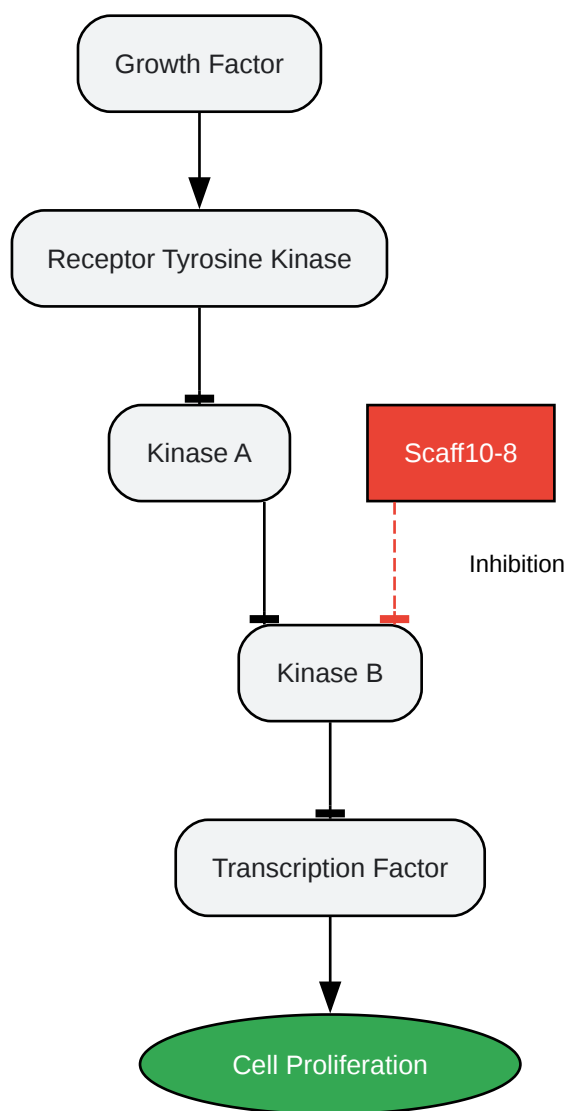 Growth Factor
Receptor Tyrosine Kinase
Kinase A
Scaff10-8
Inhibition
Kinase B
Transcription Factor
Cell Proliferation